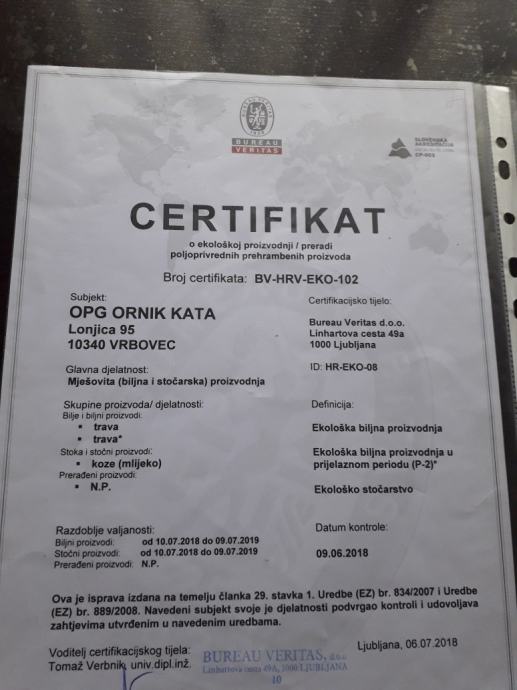 BUREAU
VERITAS
SLOVENSKA
AKREDITACIJA
CERTIFIKAT
o ekološkoj proizvodnji / preradi
poljoprivrednih prehrambenih proizvoda
Broj certifikata: BV-HRV-EKO-102
Subjekt:
OPG ORNIK KATA
Lonjica 95
10340 VRBOVEC
Certifikacijsko tijelo:
Bureau Veritas d.o.o.
Linhartova cesta 49a
1000 Ljubljana
Glavna djelatnost:
Mješovita (biljna i stočarska) proizvodnja
ID: HR-EKO-08
Skupine proizvoda/ djelatnosti:
Bilje i biljni proizvodi:
▪ trava
▪ trava*
Stoka i stočni proizvodi:
▪ koze (mlijeko)
Prerađeni proizvodi:
▪ N.P.
Definicija:
Ekološka biljna proizvodnja
Ekološka biljna proizvodnja u
prijelaznom periodu (P-2)*
Ekološko stočarstvo
Razdoblje valjanosti:
Biljni proizvodi: od 10.07.2018 do 09.07.2019
Stočni proizvodi: od 10.07.2018 do 09.07.2019
Prerađeni proizvodi: N.P.
Datum kontrole:
09.06.2018
Ova je isprava izdana na temelju članka 29. stavka 1. Uredbe (EZ) br. 834/2007 i Uredbe
(EZ) br. 889/2008. Navedeni subjekt svoje je djelatnosti podvrgao kontroli i udovoljava
zahtjevima utvrđenim u navedenim uredbama.
Voditelj certifikacijskog tijela:
Tomaž Verbnik, univ.dipl.inž.
BUREAU VERITAS, d.o.o.
Linhartova cesta 49A, 1000 LJUBLJANA
10
Ljubljana, 06.07.2018